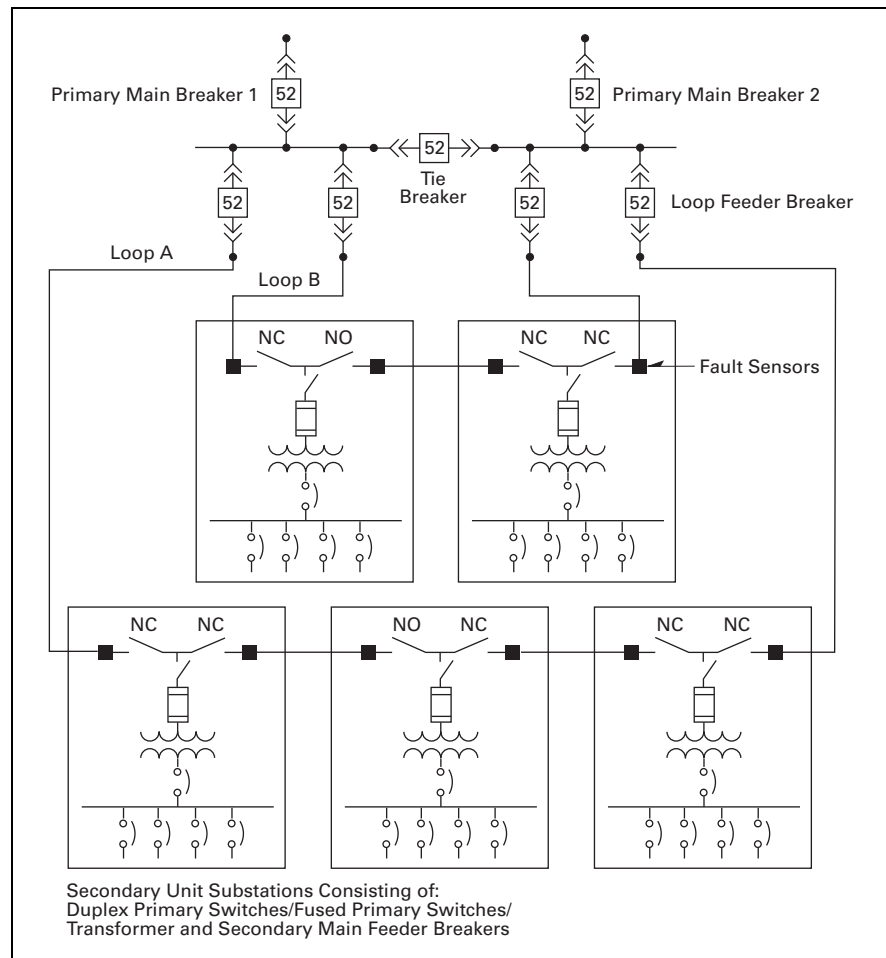 Primary Main Breaker 1
52
52
Primary Main Breaker 2
52
Tie
Breaker
52
52
52
52
Loop Feeder Breaker
Loop A
Loop B
NC NO
NC NC
Fault Sensors
NC NC
NO NC
NC NC
Secondary Unit Substations Consisting of:
Duplex Primary Switches/Fused Primary Switches/
Transformer and Secondary Main Feeder Breakers